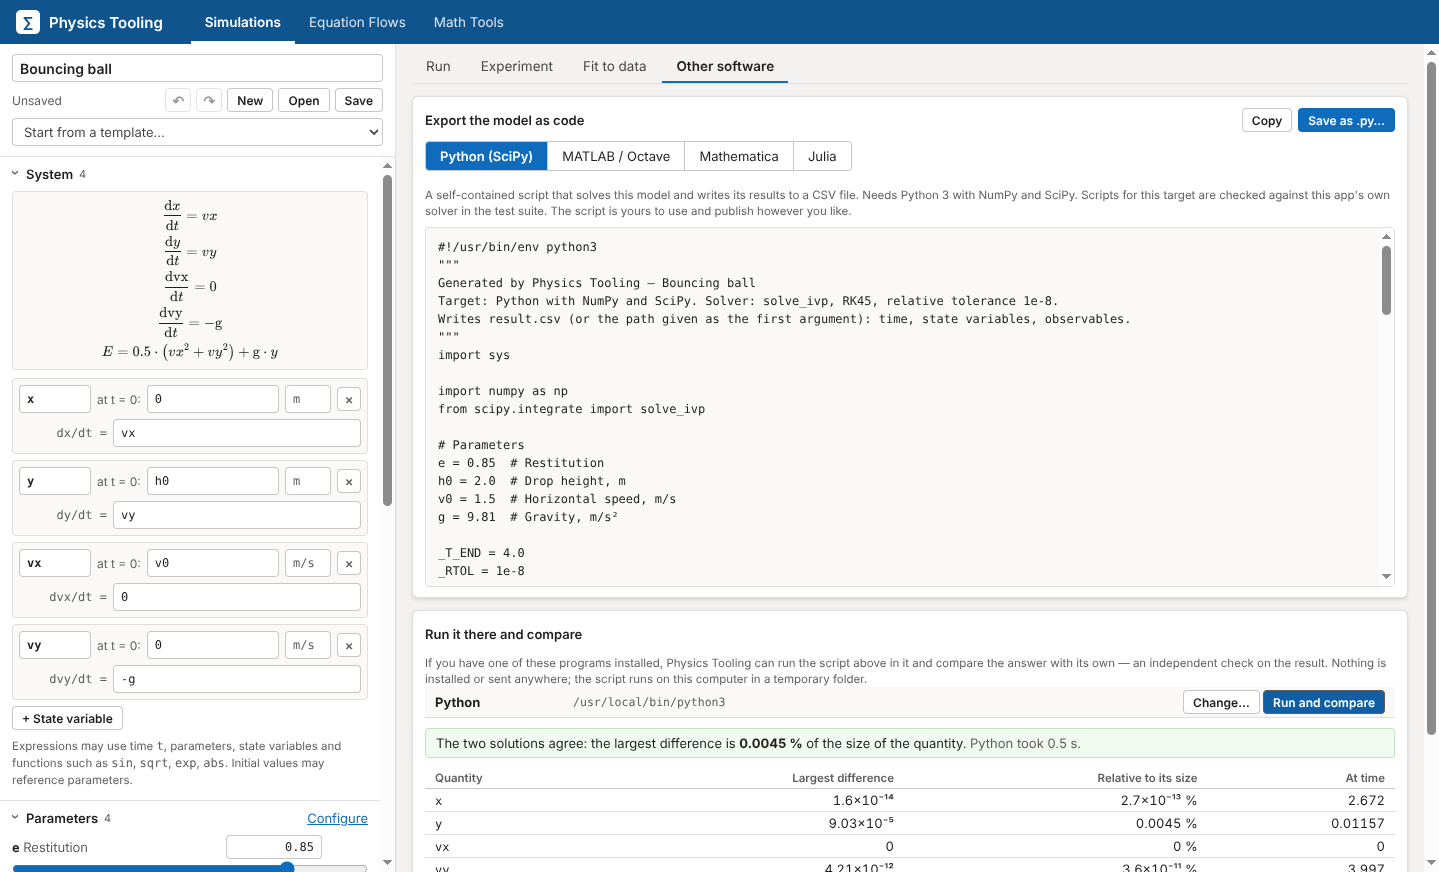 Σ Physics Tooling Simulations Equation Flows Math Tools
Bouncing ball
Unsaved ↶ ↷ New Open Save
Start from a template...
System 4
dx/dt = vx
dy/dt = vy
dvx/dt = 0
dvy/dt = −g
E = 0.5 · (vx² + vy²) + g · y
x at t = 0: 0 m ×
dx/dt = vx
y at t = 0: h0 m ×
dy/dt = vy
vx at t = 0: v0 m/s ×
dvx/dt = 0
vy at t = 0: 0 m/s ×
dvy/dt = -g
+ State variable
Expressions may use time t, parameters, state variables and
functions such as sin, sqrt, exp, abs. Initial values may
reference parameters.
Parameters 4 Configure
e Restitution 0.85
Run Experiment Fit to data Other software
Export the model as code Copy Save as .py...
Python (SciPy) MATLAB / Octave Mathematica Julia
A self-contained script that solves this model and writes its results to a CSV file. Needs Python 3 with NumPy and SciPy. Scripts for this target are checked against this app's own
solver in the test suite. The script is yours to use and publish however you like.
#!/usr/bin/env python3
"""
Generated by Physics Tooling — Bouncing ball
Target: Python with NumPy and SciPy. Solver: solve_ivp, RK45, relative tolerance 1e-8.
Writes result.csv (or the path given as the first argument): time, state variables, observables.
"""
import sys
import numpy as np
from scipy.integrate import solve_ivp
# Parameters
e = 0.85  # Restitution
h0 = 2.0  # Drop height, m
v0 = 1.5  # Horizontal speed, m/s
g = 9.81  # Gravity, m/s²
_T_END = 4.0
_RTOL = 1e-8
Run it there and compare
If you have one of these programs installed, Physics Tooling can run the script above in it and compare the answer with its own — an independent check on the result. Nothing is
installed or sent anywhere; the script runs on this computer in a temporary folder.
Python /usr/local/bin/python3 Change... Run and compare
The two solutions agree: the largest difference is 0.0045 % of the size of the quantity. Python took 0.5 s.
Quantity Largest difference Relative to its size At time
x 1.6×10⁻¹⁴ 2.7×10⁻¹³ % 2.672
y 9.03×10⁻⁵ 0.0045 % 0.01157
vx 0 0 % 0
vy 4.21×10⁻¹² 3.6×10⁻¹¹ % 3.997